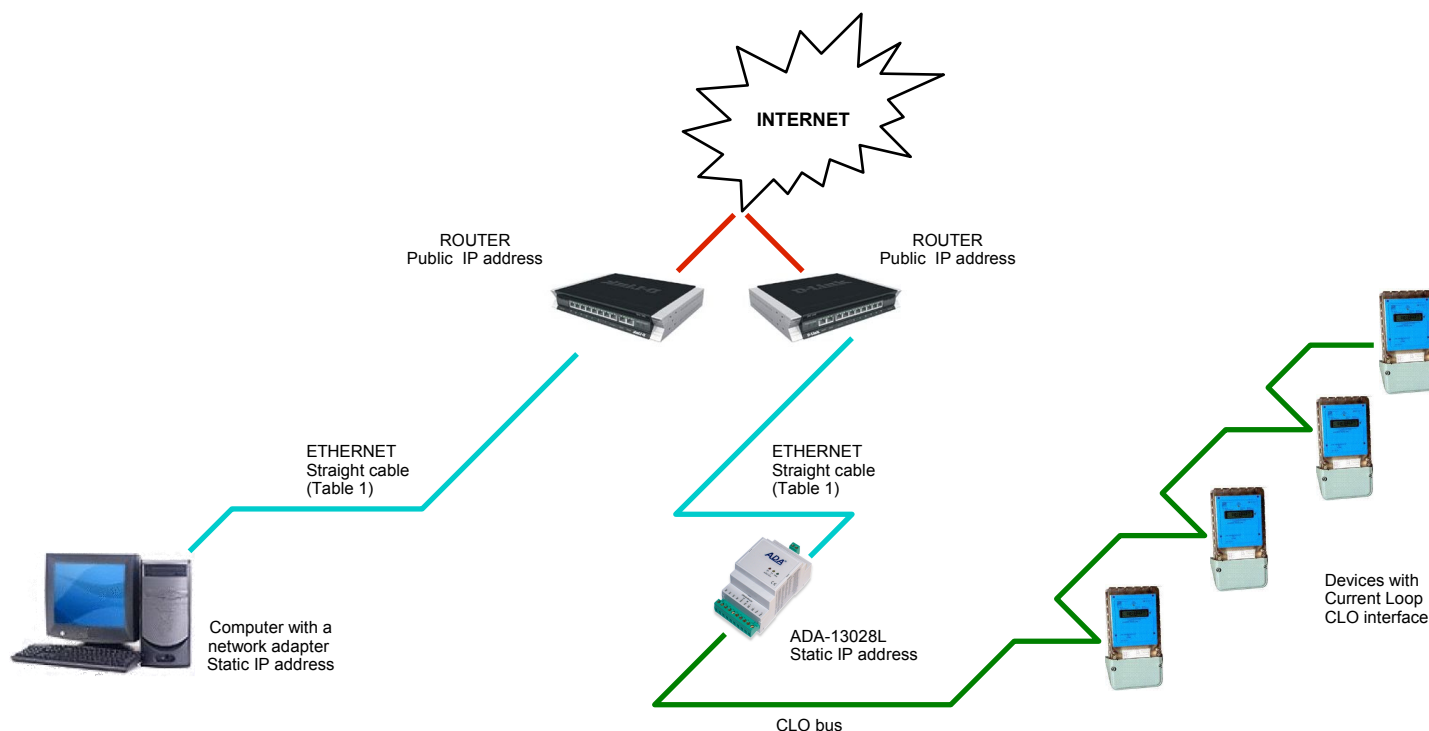 INTERNET
ROUTER
Public IP address
ROUTER
Public IP address
D-Link
ETHERNET
Straight cable
(Table 1)
ETHERNET
Straight cable
(Table 1)
ADA
Computer with a
network adapter
Static IP address
ADA-13028L
Static IP address
Devices with
Current Loop
CLO interface
CLO bus